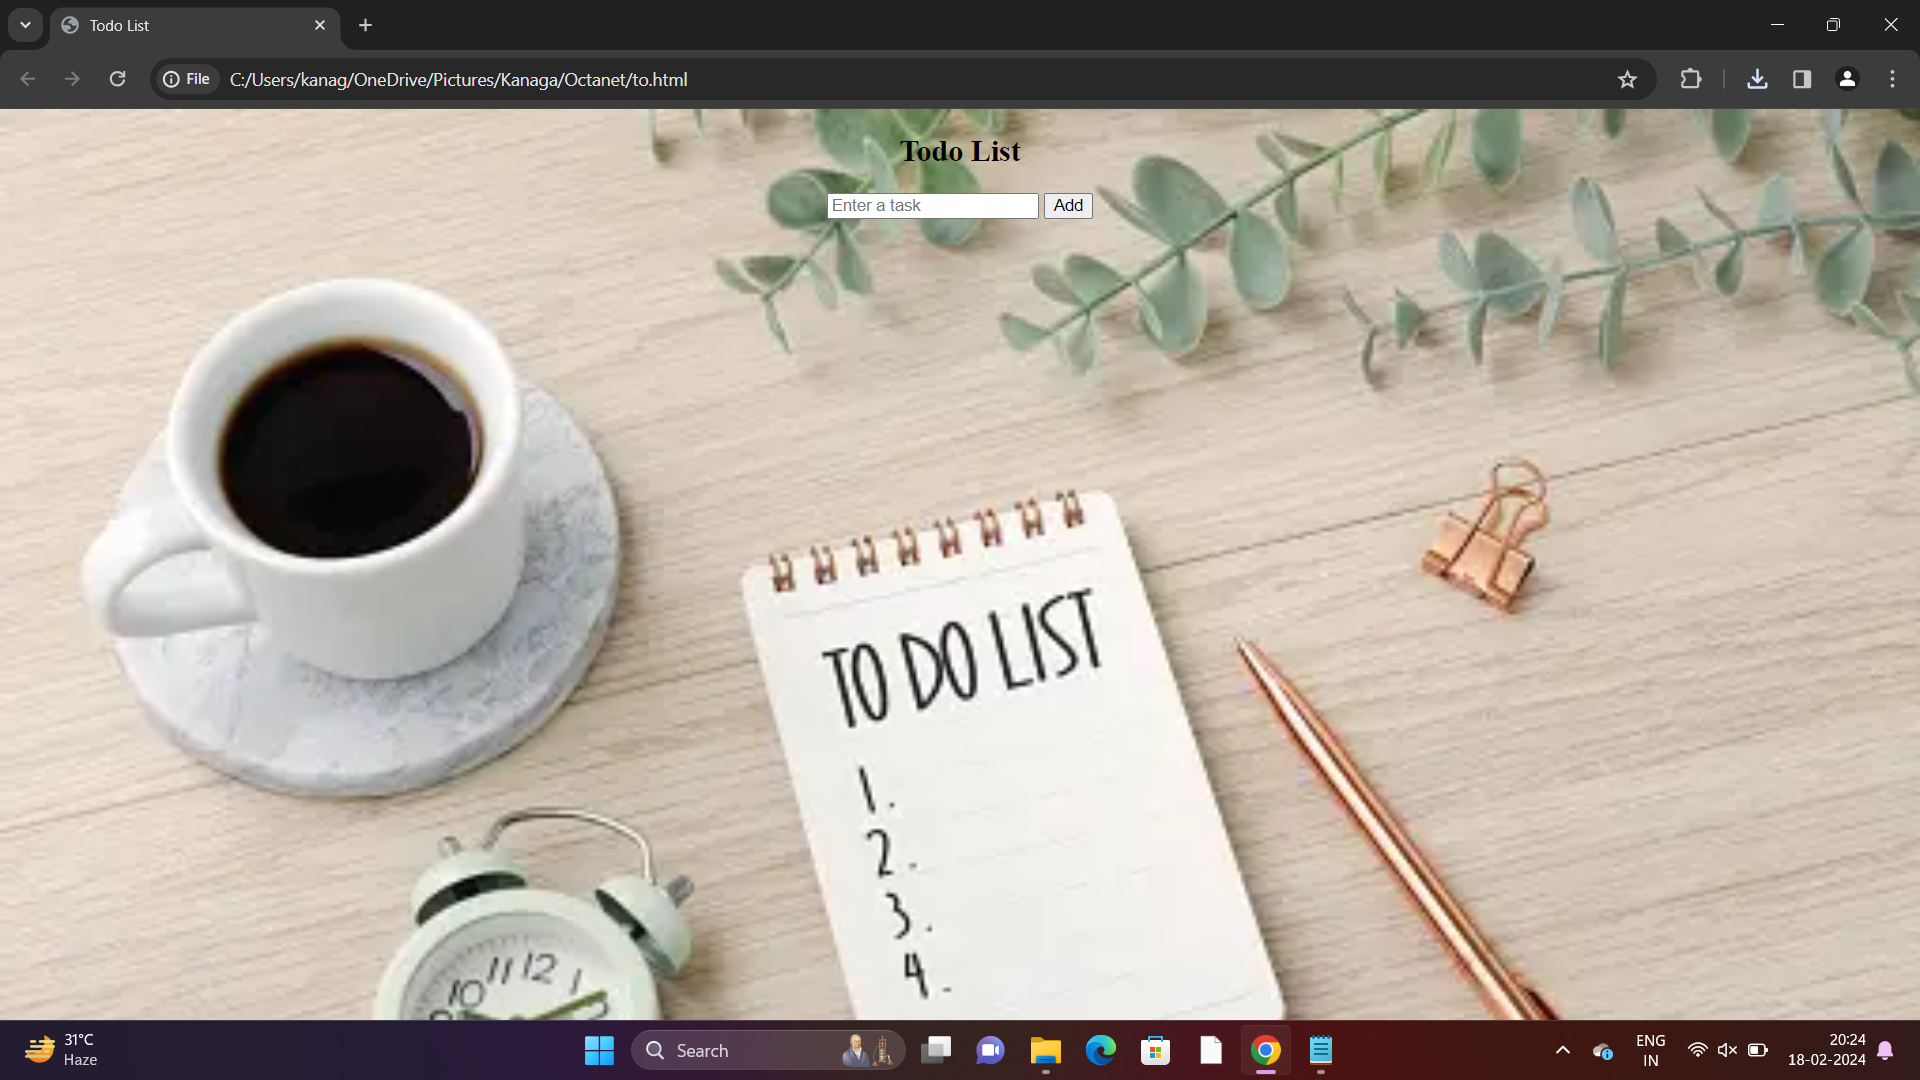 Todo List
File
C:/Users/kanag/OneDrive/Pictures/Kanaga/Octanet/to.html
Todo List
Enter a task
Add
TO DO LIST
1.
2.
3.
4.
10 11 12 1
31°C
Haze
Search
ENG
IN
20:24
18-02-2024